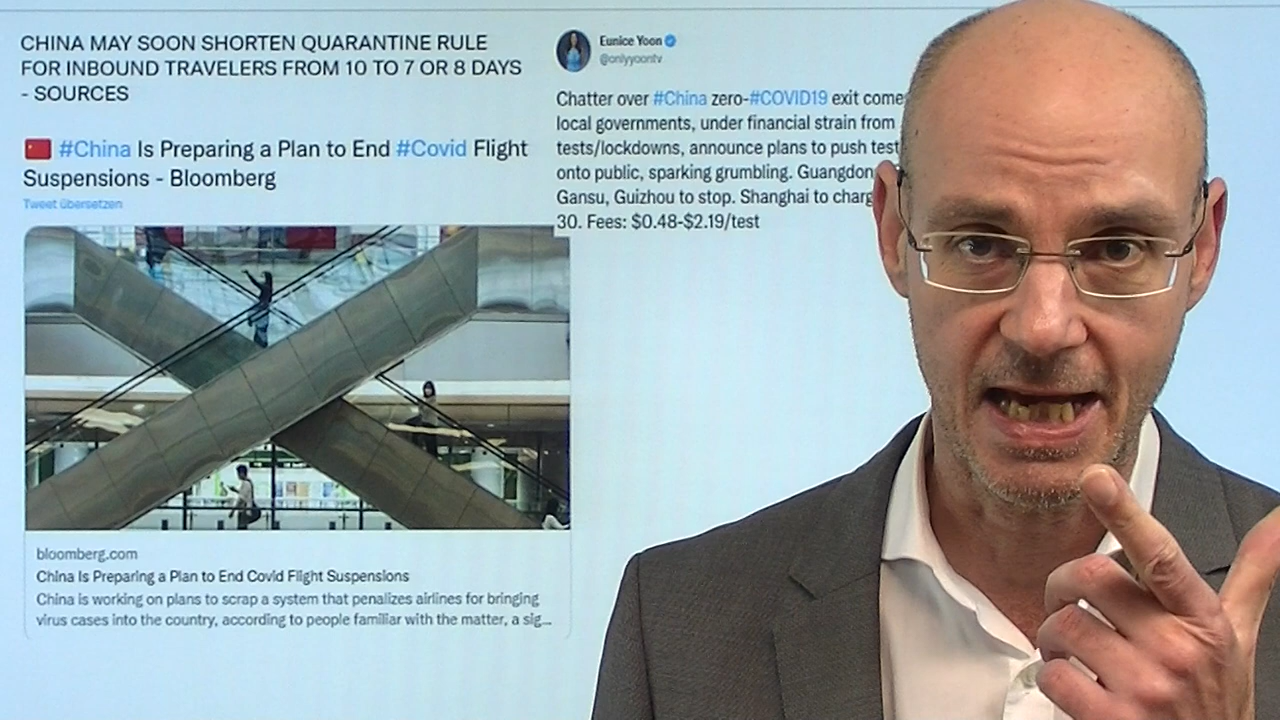 CHINA MAY SOON SHORTEN QUARANTINE RULE
FOR INBOUND TRAVELERS FROM 10 TO 7 OR 8 DAYS
- SOURCES
#China Is Preparing a Plan to End #Covid Flight
Suspensions - Bloomberg
Tweet übersetzen
bloomberg.com
China Is Preparing a Plan to End Covid Flight Suspensions
China is working on plans to scrap a system that penalizes airlines for bringing
virus cases into the country, according to people familiar with the matter, a sig...
Eunice Yoon
@onlyyoontv
Chatter over #China zero-#COVID19 exit come
local governments, under financial strain from
tests/lockdowns, announce plans to push test
onto public, sparking grumbling. Guangdon
Gansu, Guizhou to stop. Shanghai to charg
30. Fees: $0.48-$2.19/test